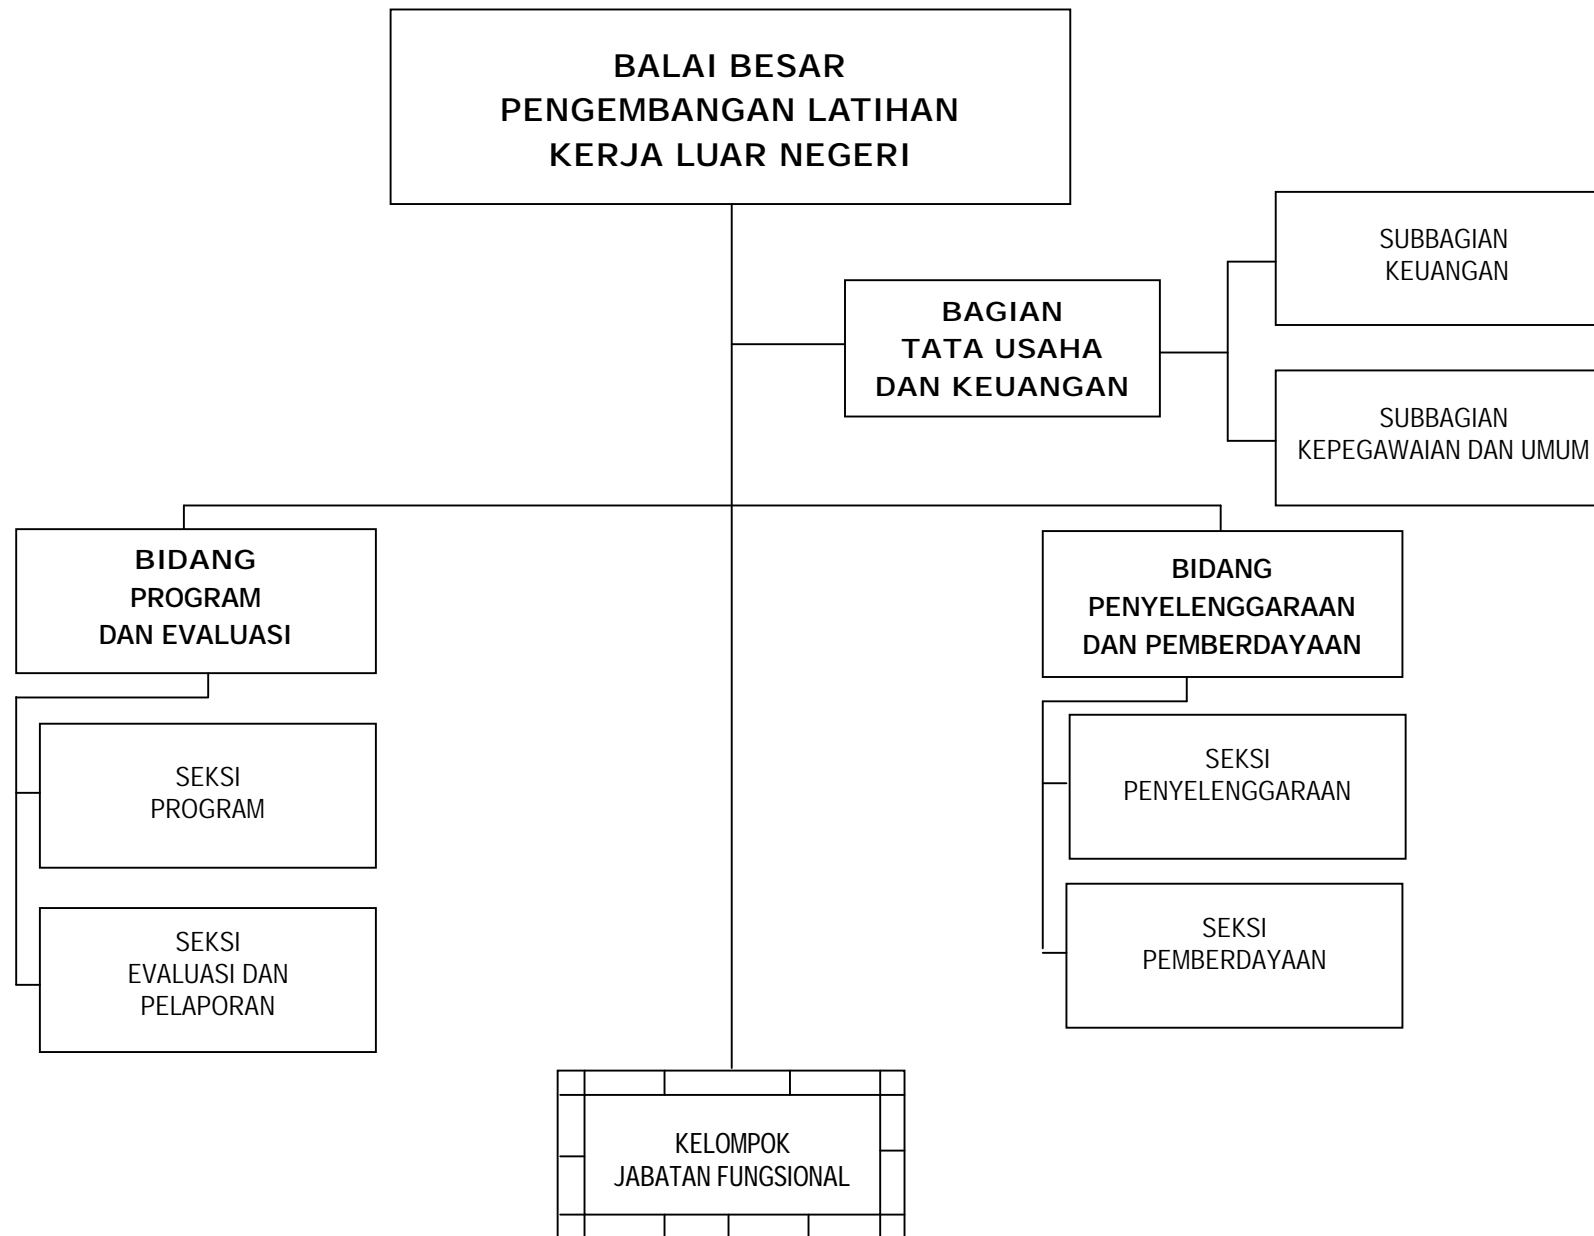 BALAI BESAR
PENGEMBANGAN LATIHAN
KERJA LUAR NEGERI
SUBBAGIAN
KEUANGAN
BAGIAN
TATA USAHA
DAN KEUANGAN
SUBBAGIAN
KEPEGAWAIAN DAN UMUM
BIDANG
PROGRAM
DAN EVALUASI
BIDANG
PENYELENGGARAAN
DAN PEMBERDAYAAN
SEKSI
PROGRAM
SEKSI
PENYELENGGARAAN
SEKSI
EVALUASI DAN
PELAPORAN
SEKSI
PEMBERDAYAAN
KELOMPOK
JABATAN FUNGSIONAL